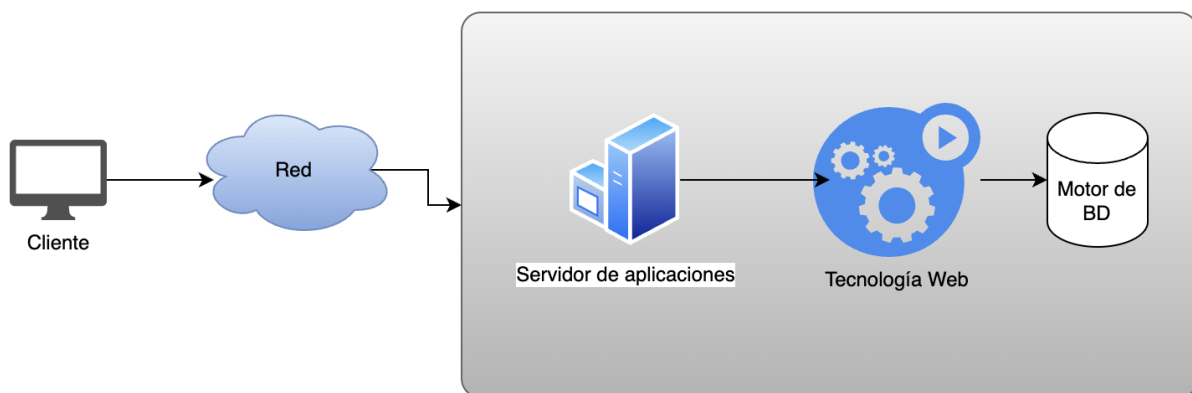 Cliente
Red
Servidor de aplicaciones
Tecnología Web
Motor de
BD